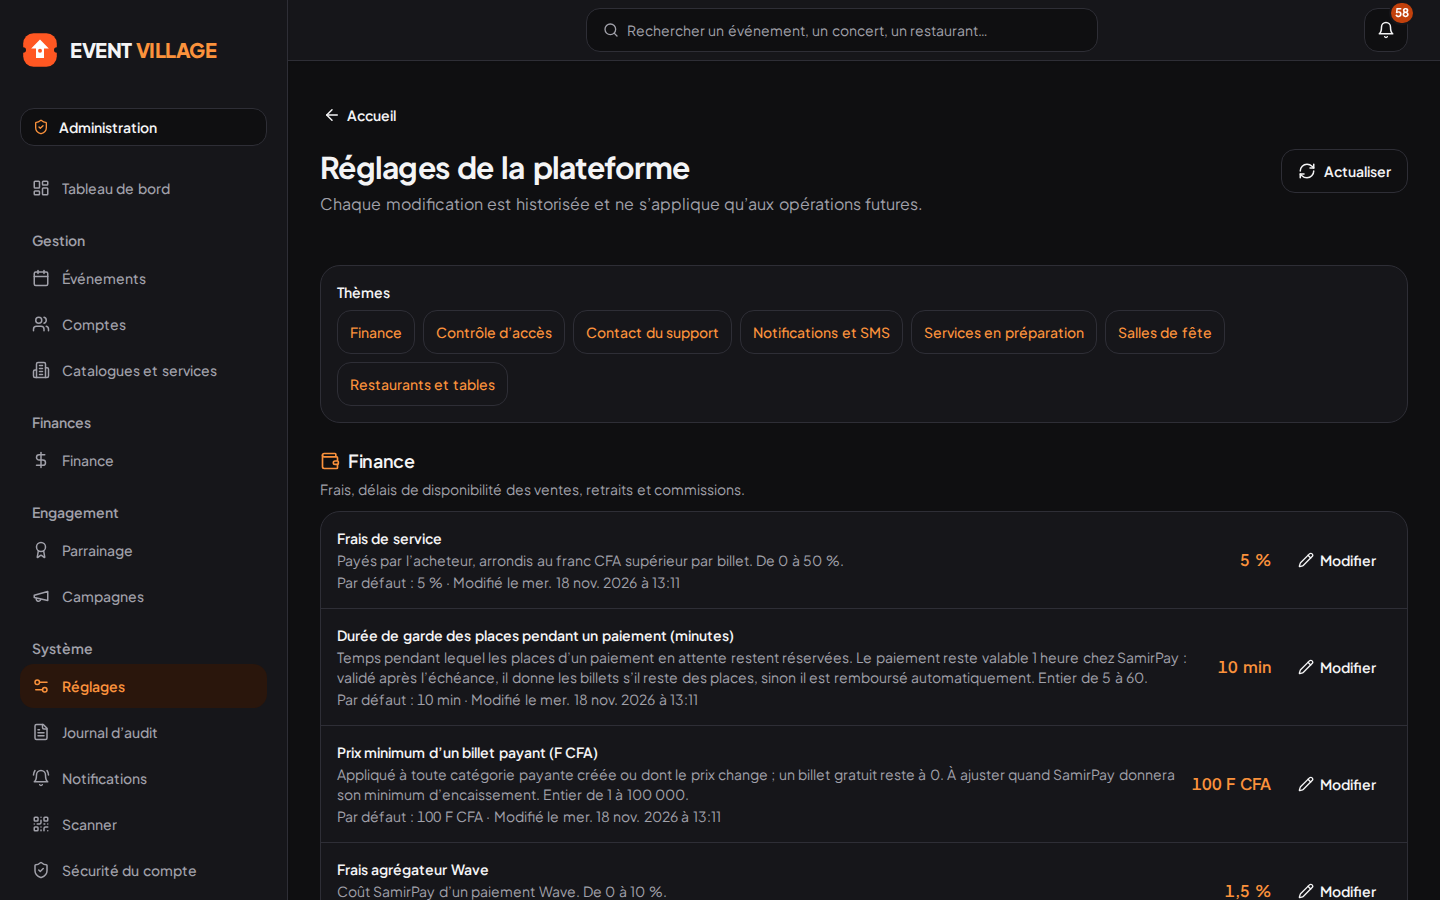 EVENT VILLAGE
Rechercher un événement, un concert, un restaurant…
58
Administration
Tableau de bord
Gestion
Événements
Comptes
Catalogues et services
Finances
Finance
Engagement
Parrainage
Campagnes
Système
Réglages
Journal d’audit
Notifications
Scanner
Sécurité du compte
Accueil
Réglages de la plateforme
Chaque modification est historisée et ne s’applique qu’aux opérations futures.
Actualiser
Thèmes
Finance
Contrôle d’accès
Contact du support
Notifications et SMS
Services en préparation
Salles de fête
Restaurants et tables
Finance
Frais, délais de disponibilité des ventes, retraits et commissions.
Frais de service
Payés par l’acheteur, arrondis au franc CFA supérieur par billet. De 0 à 50 %.
Par défaut : 5 % · Modifié le mer. 18 nov. 2026 à 13:11
5 %
Modifier
Durée de garde des places pendant un paiement (minutes)
Temps pendant lequel les places d’un paiement en attente restent réservées. Le paiement reste valable 1 heure chez SamirPay :
validé après l’échéance, il donne les billets s’il reste des places, sinon il est remboursé automatiquement. Entier de 5 à 60.
Par défaut : 10 min · Modifié le mer. 18 nov. 2026 à 13:11
10 min
Modifier
Prix minimum d’un billet payant (F CFA)
Appliqué à toute catégorie payante créée ou dont le prix change ; un billet gratuit reste à 0. À ajuster quand SamirPay donnera
son minimum d’encaissement. Entier de 1 à 100 000.
Par défaut : 100 F CFA · Modifié le mer. 18 nov. 2026 à 13:11
100 F CFA
Modifier
Frais agrégateur Wave
Coût SamirPay d’un paiement Wave. De 0 à 10 %.
1,5 %
Modifier